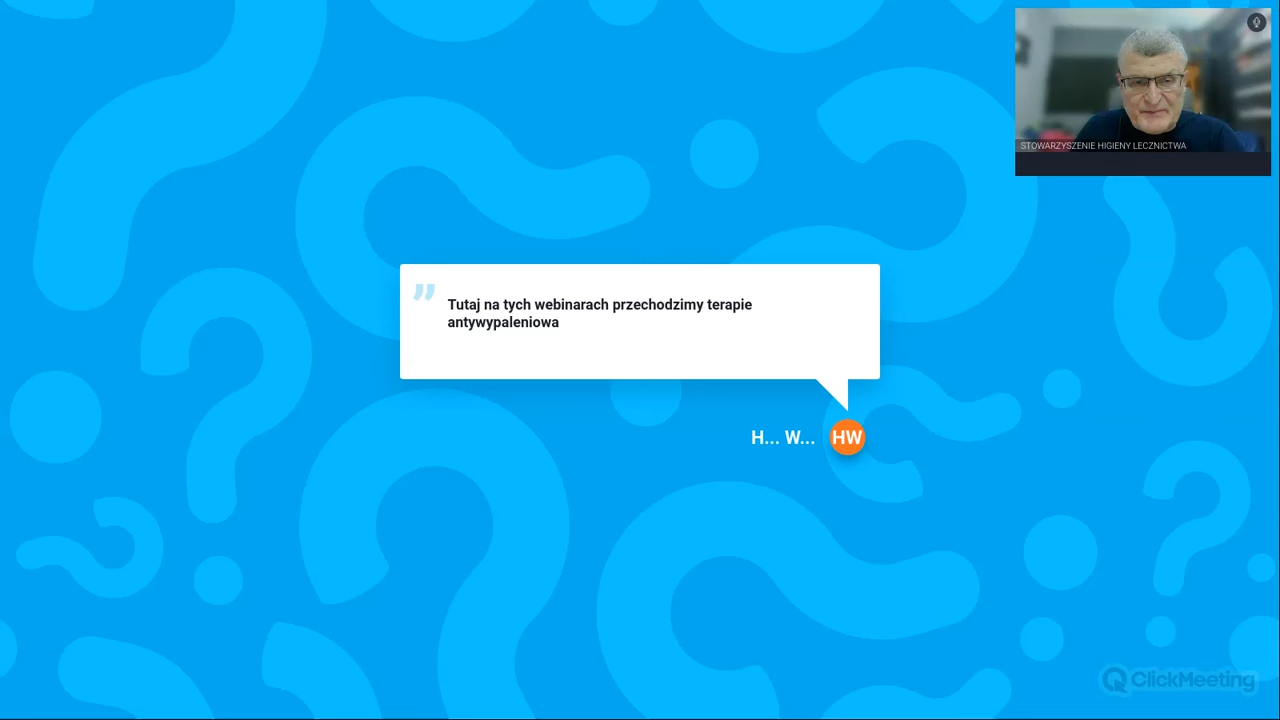 STOWARZYSZENIE HIGIENY LECZNICTWA
Tutaj na tych webinarach przechodzimy terapie
antywypaleniowa
H... W... HW
ClickMeeting